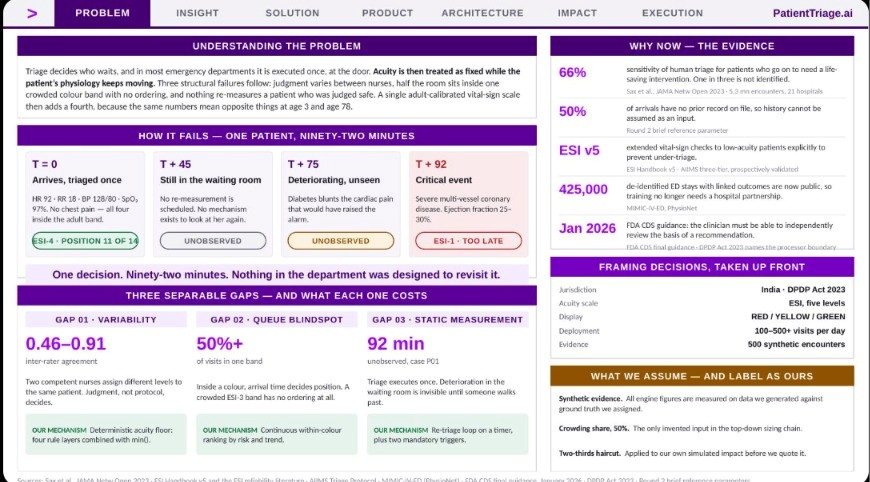 >
PROBLEM
INSIGHT
SOLUTION
PRODUCT
ARCHITECTURE
IMPACT
EXECUTION
PatientTriage.ai
UNDERSTANDING THE PROBLEM
Triage decides who waits, and in most emergency departments it is executed once, at the door. Acuity is then treated as fixed while the
patient's physiology keeps moving. Three structural failures follow: judgment varies between nurses, half the room sits inside one
crowded colour band with no ordering, and nothing re-measures a patient who was judged safe. A single adult-calibrated vital-sign scale
then adds a fourth, because the same numbers mean opposite things at age 3 and age 78.
HOW IT FAILS — ONE PATIENT, NINETY-TWO MINUTES
T = 0
Arrives, triaged once
HR 92 · RR 18 · BP 128/80 · SpO₂
97%. No chest pain — all four
inside the adult band.
ESI-4 · POSITION 11 OF 14
T + 45
Still in the waiting room
No re-measurement is
scheduled. No mechanism
exists to look at her again.
UNOBSERVED
T + 75
Deteriorating, unseen
Diabetes blunts the cardiac pain
that would have raised the
alarm.
UNOBSERVED
T + 92
Critical event
Severe multi-vessel coronary
disease. Ejection fraction 25–
30%.
ESI-1 · TOO LATE
One decision. Ninety-two minutes. Nothing in the department was designed to revisit it.
THREE SEPARABLE GAPS — AND WHAT EACH ONE COSTS
GAP 01 · VARIABILITY
0.46–0.91
inter-rater agreement
Two competent nurses assign different levels to
the same patient. Judgment, not protocol,
decides.
OUR MECHANISM Deterministic acuity floor:
four rule layers combined with min().
GAP 02 · QUEUE BLINDSPOT
50%+
of visits in one band
Inside a colour, arrival time decides position. A
crowded ESI-3 band has no ordering at all.
OUR MECHANISM Continuous within-colour
ranking by risk and trend.
GAP 03 · STATIC MEASUREMENT
92 min
unobserved, case P01
Triage executes once. Deterioration in the
waiting room is invisible until someone walks
past.
OUR MECHANISM Re-triage loop on a timer,
plus two mandatory triggers.
WHY NOW — THE EVIDENCE
66%
sensitivity of human triage for patients who go on to need a life-
saving intervention. One in three is not identified.
Sax et al., JAMA Netw Open 2023 · 5.3 mn encounters, 21 hospitals
50%
of arrivals have no prior record on file, so history cannot be
assumed as an input.
Round 2 brief reference parameter
ESI v5
extended vital-sign checks to low-acuity patients explicitly to
prevent under-triage.
ESI Handbook v5 · AIIMS three-tier, prospectively validated
425,000
de-identified ED stays with linked outcomes are now public, so
training no longer needs a hospital partnership.
MIMIC-IV-ED, PhysioNet
Jan 2026
FDA CDS guidance: the clinician must be able to independently
review the basis of a recommendation.
FDA CDS final guidance · DPDP Act 2023 names the processor boundary
FRAMING DECISIONS, TAKEN UP FRONT
Jurisdiction India · DPDP Act 2023
Acuity scale ESI, five levels
Display RED / YELLOW / GREEN
Deployment 100–500+ visits per day
Evidence 500 synthetic encounters
WHAT WE ASSUME — AND LABEL AS OURS
Synthetic evidence. All engine figures are measured on data we generated against
ground truth we assigned.
Crowding share, 50%. The only invented input in the top-down sizing chain.
Two-thirds haircut. Applied to our own simulated impact before we quote it.
Sources: Sax et al., JAMA Netw Open 2023 · ESI Handbook v5 and the ESI reliability literature · AIIMS Triage Protocol · MIMIC-IV-ED (PhysioNet) · FDA CDS final guidance, January 2026 · DPDP Act 2023 · Round 2 brief reference parameters